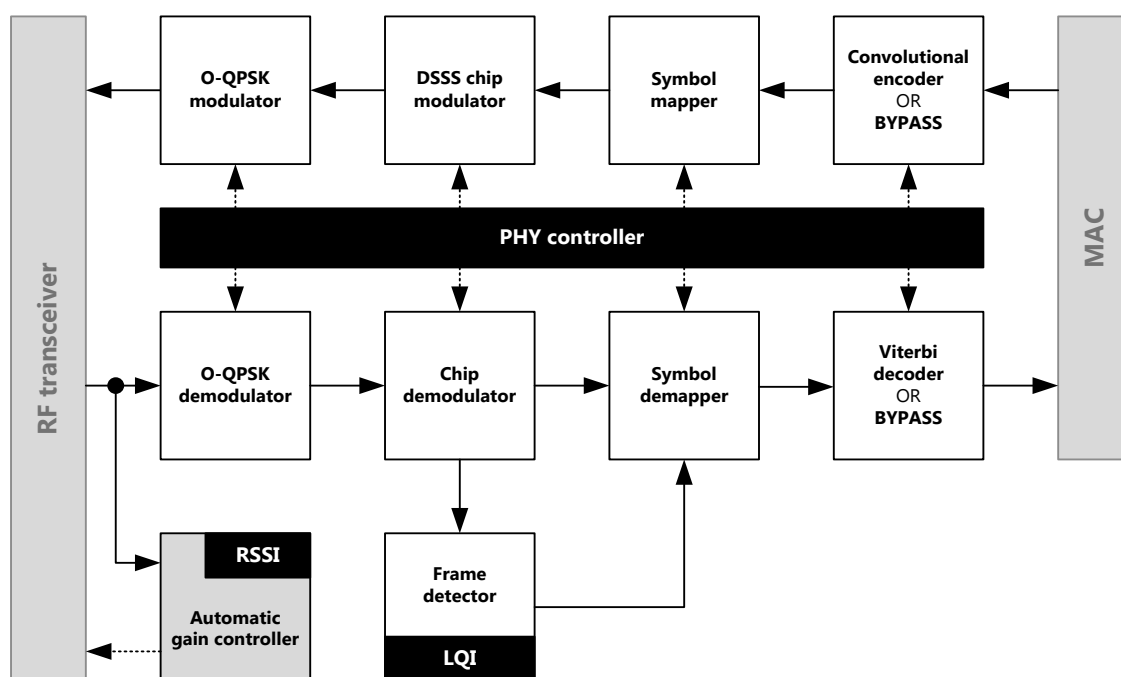 O-QPSK
modulator
DSSS chip
modulator
Symbol
mapper
Convolutional
encoder
OR
BYPASS
PHY controller
RF transceiver
MAC
O-QPSK
demodulator
Chip
demodulator
Symbol
demapper
Viterbi
decoder
OR
BYPASS
RSSI
Automatic
gain controller
Frame
detector
LQI